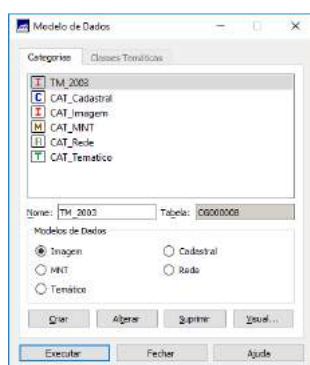 Modelo de Dados
Categorias Classes Temáticas
I TM_2003
C CAT_Cadastral
I CAT_Imagem
M CAT_MNT
R CAT_Rede
T CAT_Tematico
Nome: TM_2003 Tabela: CG000008
Modelos de Dados
Imagem Cadastral
MNT Rede
Temático
Criar Alterar Suprimir Visual...
Executar Fechar Ajuda